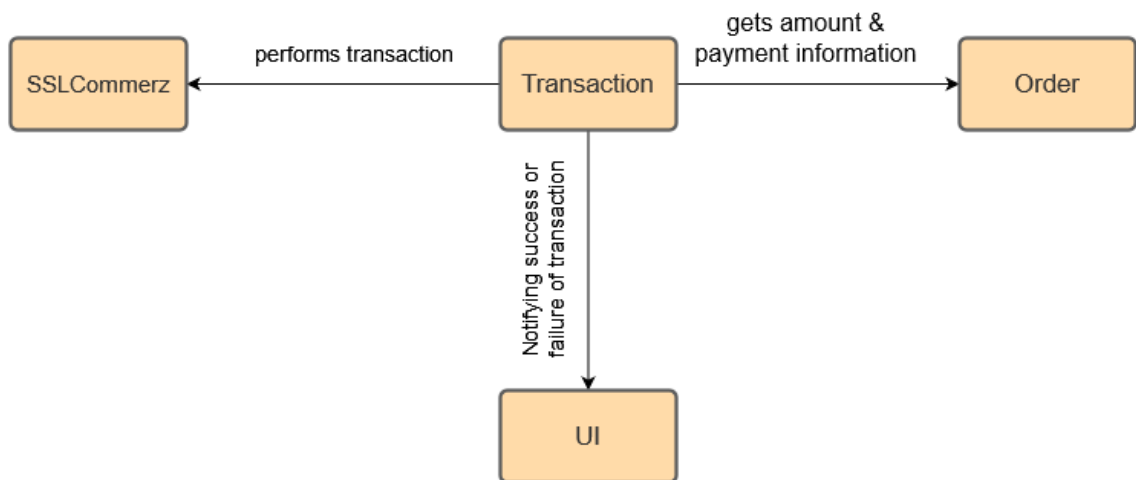 gets amount &
payment information
performs transaction
SSLCommerz
Transaction
Order
Notifying success or
failure of transaction
UI